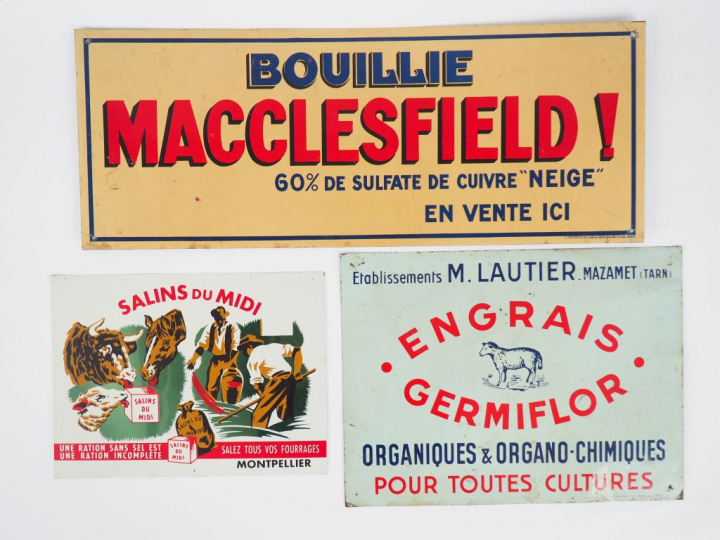 BOUILLIE
MACCLESFIELD !
60% DE SULFATE DE CUIVRE "NEIGE"
EN VENTE ICI
SALINS DU MIDI
SALINS
DU
MIDI
UNE RATION SANS SEL EST
UNE RATION INCOMPLÈTE
SALINS
DU
MIDI
SALEZ TOUS VOS FOURRAGES
MONTPELLIER
Etablissements M. LAUTIER. MAZAMET (TARN)
• ENGRAIS •
GERMIFLOR
ORGANIQUES & ORGANO-CHIMIQUES
POUR TOUTES CULTURES